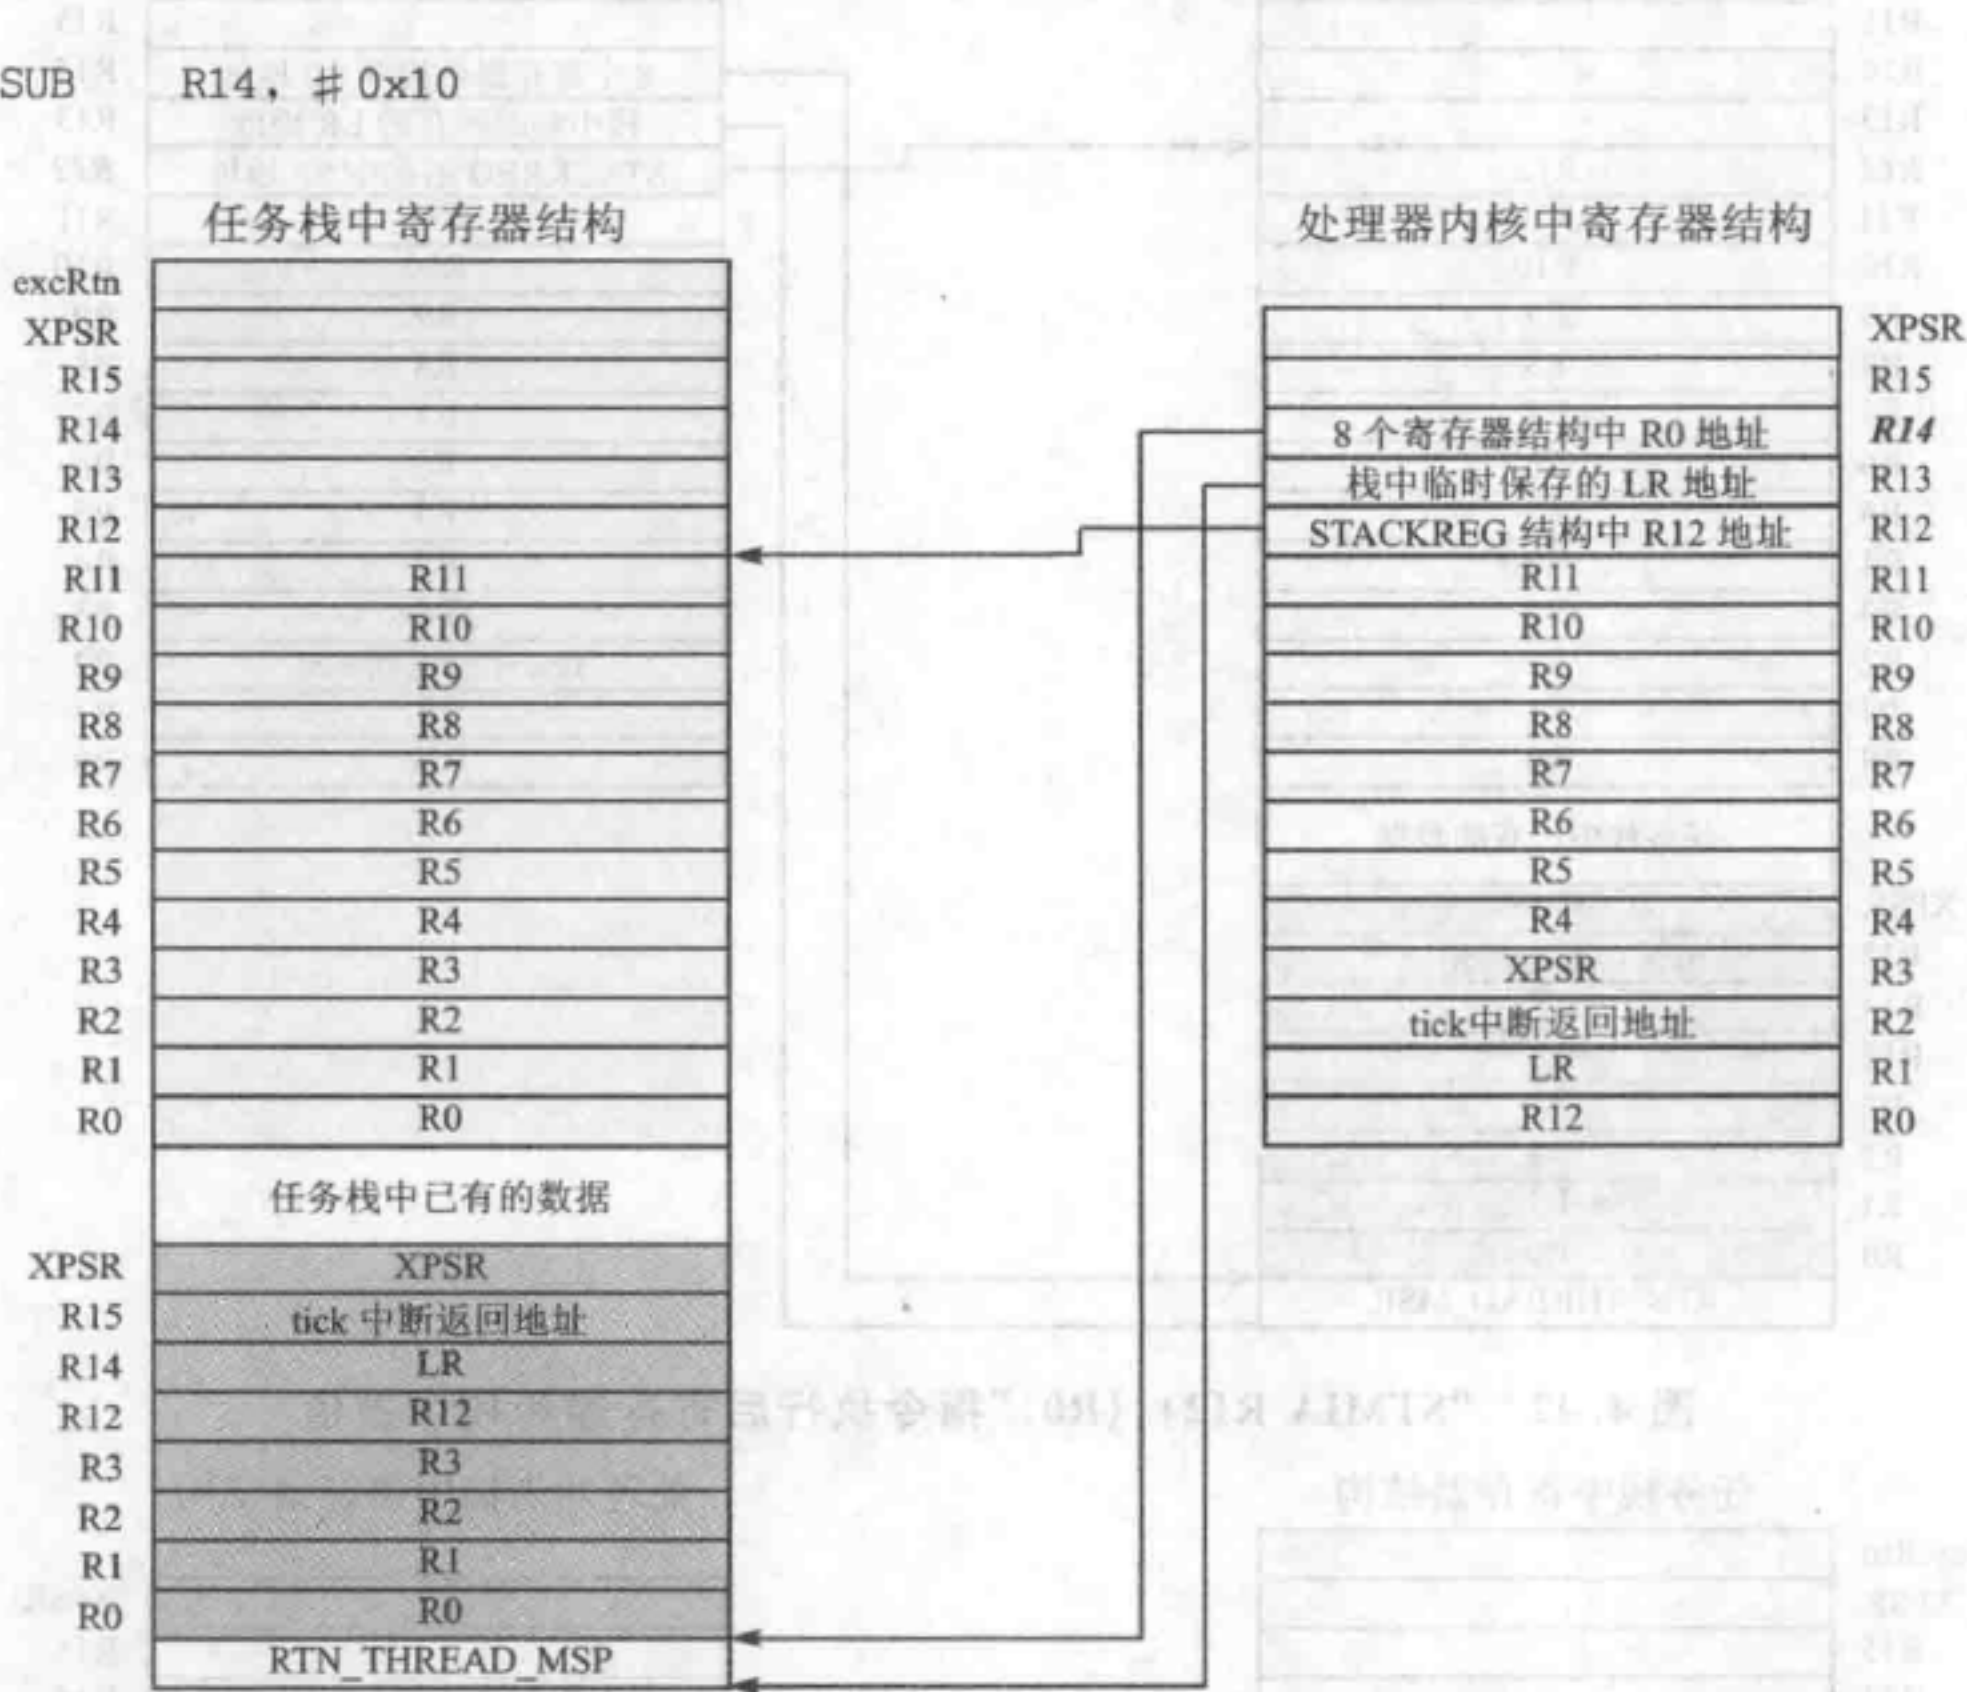 SUB R14, #0x10
任务栈中寄存器结构
处理器内核中寄存器结构
excRtn
XPSR
R15
R14
R13
R12
R11 R11
R10 R10
R9 R9
R8 R8
R7 R7
R6 R6
R5 R5
R4 R4
R3 R3
R2 R2
R1 R1
R0 R0
任务栈中已有的数据
XPSR XPSR
R15 tick 中断返回地址
R14 LR
R12 R12
R3 R3
R2 R2
R1 R1
R0 R0
RTN_THREAD_MSP
XPSR
R15
8 个寄存器结构中 R0 地址 R14
栈中临时保存的 LR 地址 R13
STACKREG 结构中 R12 地址 R12
R11 R11
R10 R10
R9 R9
R8 R8
R7 R7
R6 R6
R5 R5
R4 R4
XPSR R3
tick中断返回地址 R2
LR R1
R12 R0